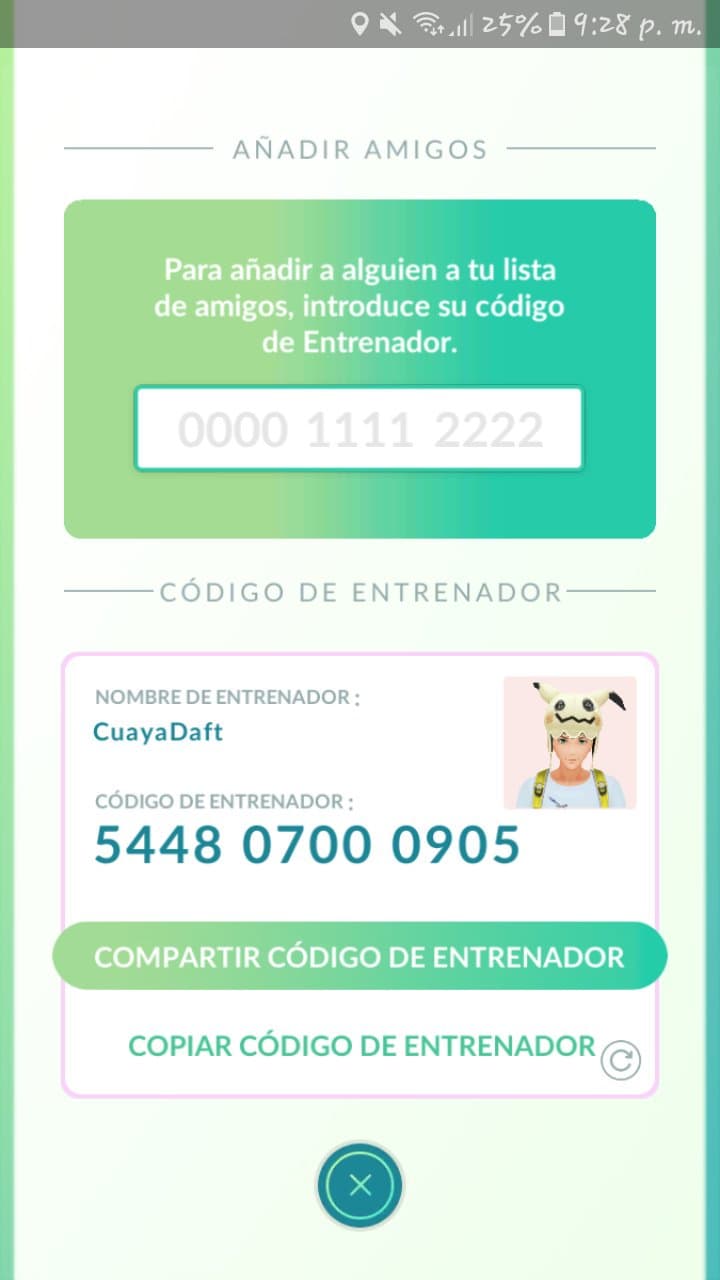 25% 9:28 p. m.
AÑADIR AMIGOS
Para añadir a alguien a tu lista
de amigos, introduce su código
de Entrenador.
0000 1111 2222
CÓDIGO DE ENTRENADOR
NOMBRE DE ENTRENADOR :
CuayaDaft
CÓDIGO DE ENTRENADOR :
5448 0700 0905
COMPARTIR CÓDIGO DE ENTRENADOR
COPIAR CÓDIGO DE ENTRENADOR